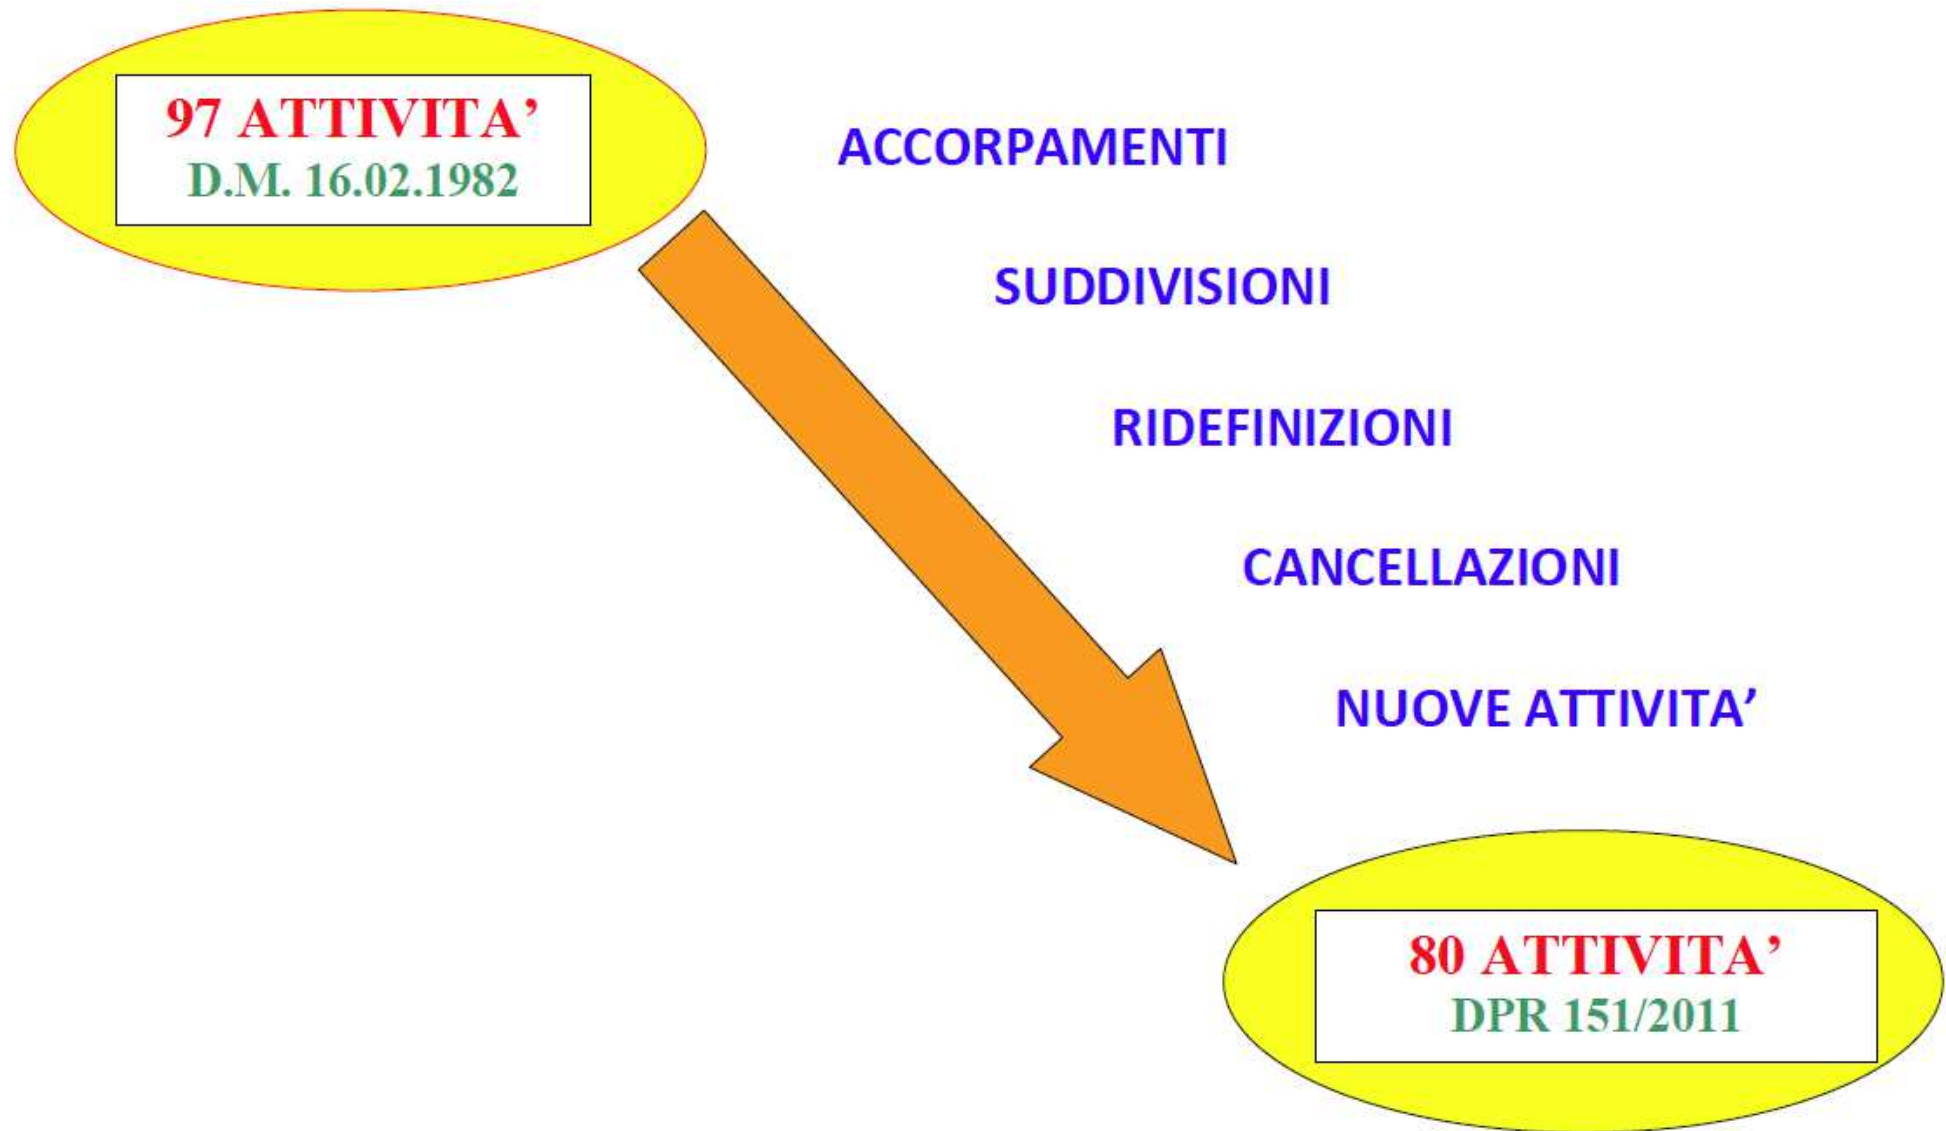 97 ATTIVITA’
D.M. 16.02.1982
ACCORPAMENTI
SUDDIVISIONI
RIDEFINIZIONI
CANCELLAZIONI
NUOVE ATTIVITA’
80 ATTIVITA’
DPR 151/2011